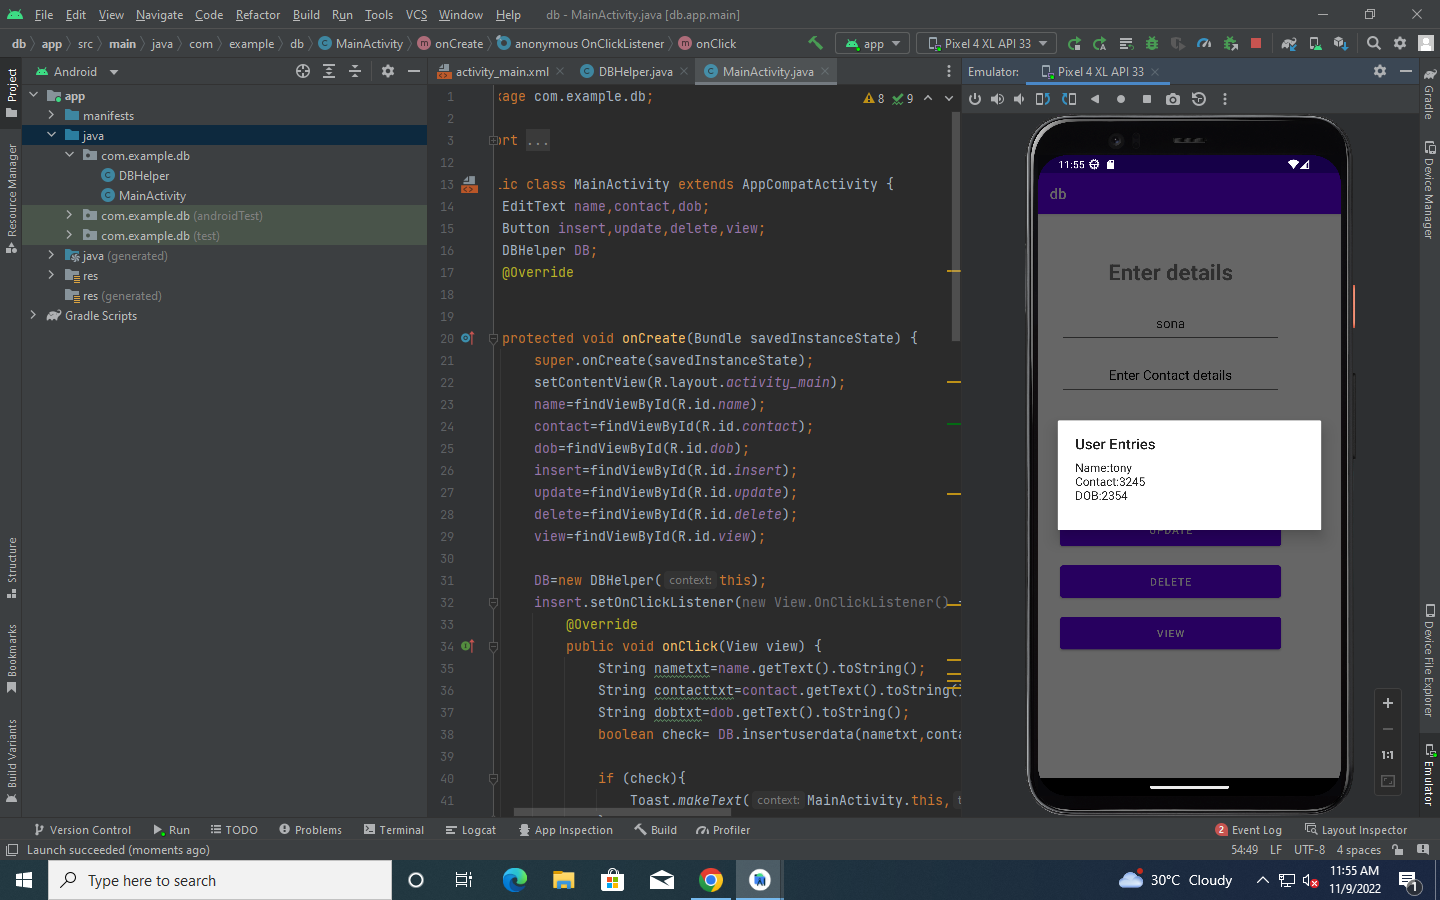 File Edit View Navigate Code Refactor Build Run Tools VCS Window Help db - MainActivity.java [db.app.main]
db app src main java com example db MainActivity onCreate anonymous OnClickListener onClick app Pixel 4 XL API 33
Android
activity_main.xml DBHelper.java MainActivity.java
Emulator: Pixel 4 XL API 33
Project
Resource Manager
Structure
Bookmarks
Build Variants
app
manifests
java
com.example.db
DBHelper
MainActivity
com.example.db (androidTest)
com.example.db (test)
java (generated)
res
res (generated)
Gradle Scripts
8 9
1 kage com.example.db;
2
3 ort ...
12
13 lic class MainActivity extends AppCompatActivity {
14 EditText name,contact,dob;
15 Button insert,update,delete,view;
16 DBHelper DB;
17 @Override
18
19
20 protected void onCreate(Bundle savedInstanceState) {
21 super.onCreate(savedInstanceState);
22 setContentView(R.layout.activity_main);
23 name=findViewById(R.id.name);
24 contact=findViewById(R.id.contact);
25 dob=findViewById(R.id.dob);
26 insert=findViewById(R.id.insert);
27 update=findViewById(R.id.update);
28 delete=findViewById(R.id.delete);
29 view=findViewById(R.id.view);
30
31 DB=new DBHelper( context: this);
32 insert.setOnClickListener(new View.OnClickListener()
33 @Override
34 public void onClick(View view) {
35 String nametxt=name.getText().toString();
36 String contacttxt=contact.getText().toString()
37 String dobtxt=dob.getText().toString();
38 boolean check= DB.insertuserdata(nametxt,conta
39
40 if (check){
41 Toast.makeText( context: MainActivity.this, t
11:55
db
Enter details
sona
Enter Contact details
User Entries
Name:tony
Contact:3245
DOB:2354
UPDATE
DELETE
VIEW
1:1
Gradle
Device Manager
Device File Explorer
Emulator
Version Control Run TODO Problems Terminal Logcat App Inspection Build Profiler 2 Event Log Layout Inspector
Launch succeeded (moments ago) 54:49 LF UTF-8 4 spaces
Type here to search 30°C Cloudy 11:55 AM
11/9/2022 1